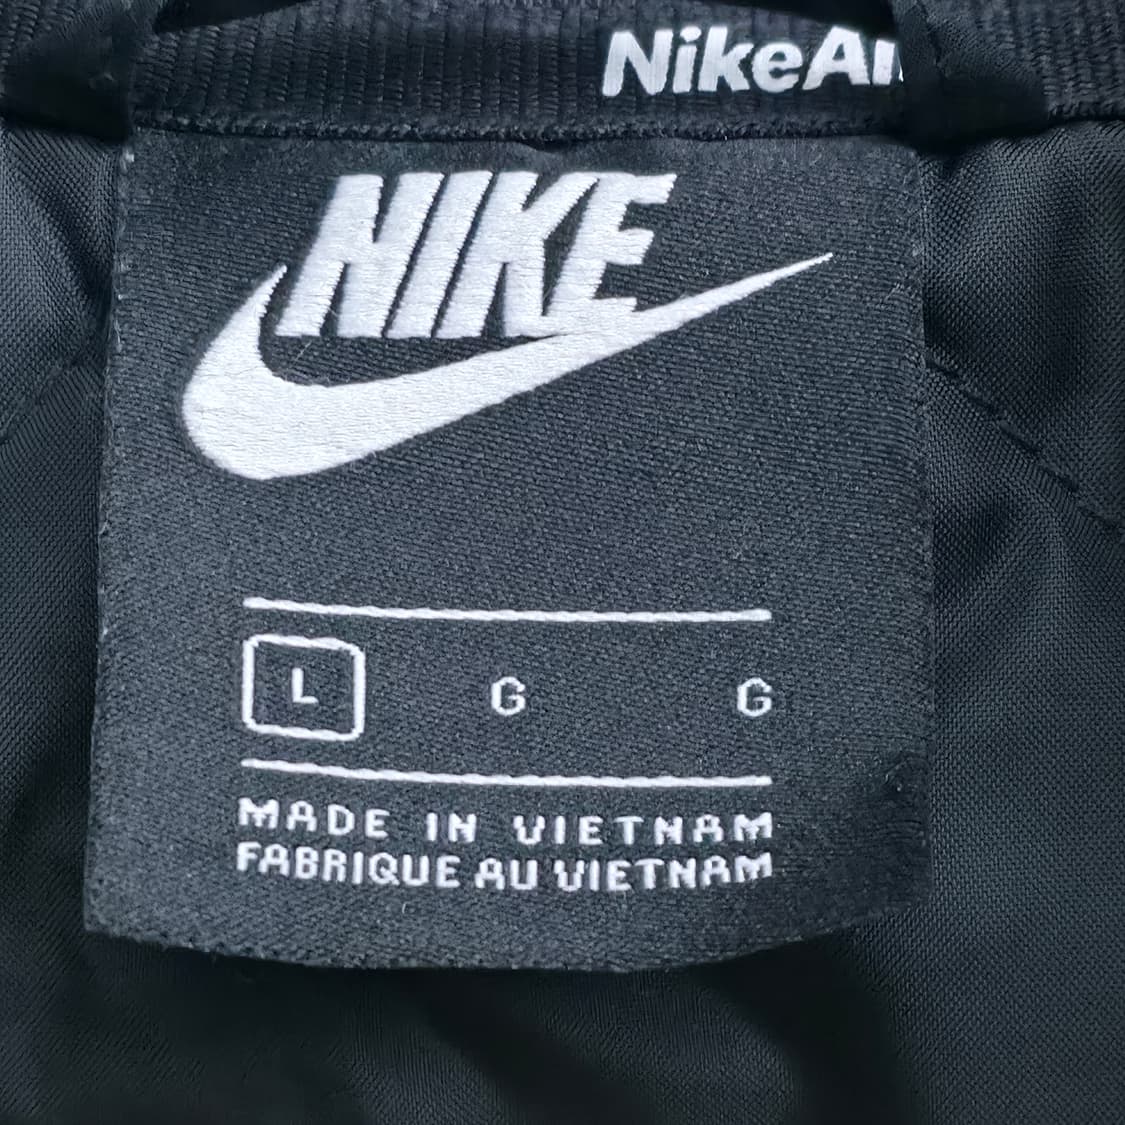 NikeAi
NIKE
L G G
MADE IN VIETNAM
FABRIQUE AU VIETNAM